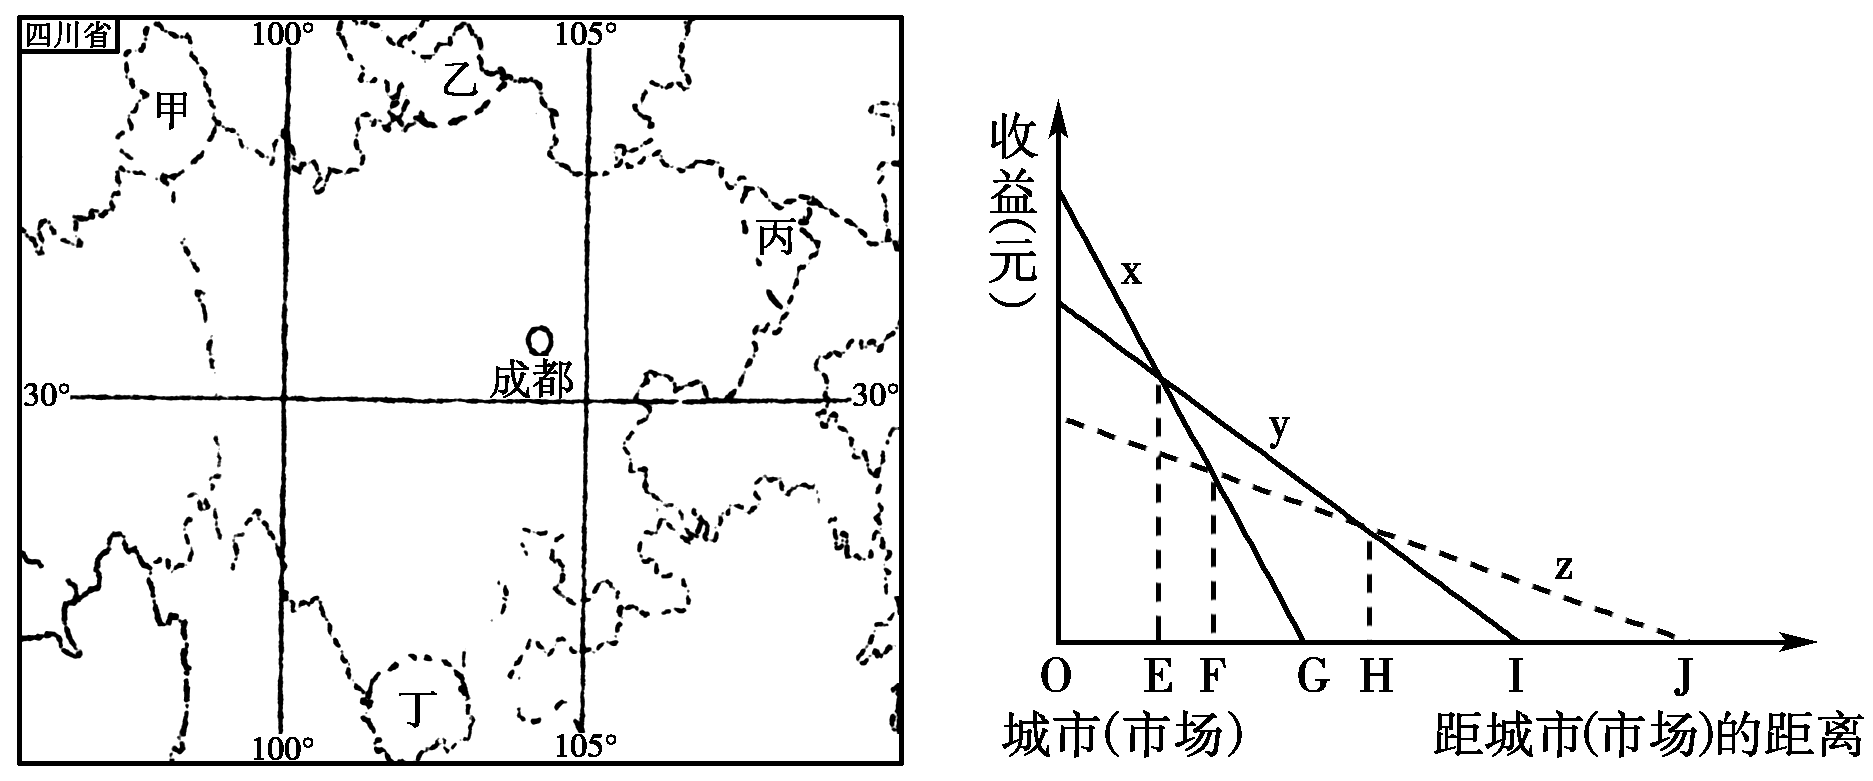 四川省
100°
105°
甲
乙
丙
成都
30°
30°
丁
100°
105°
收益(元)
x
y
z
O E F G H I J
城市(市场) 距城市(市场)的距离